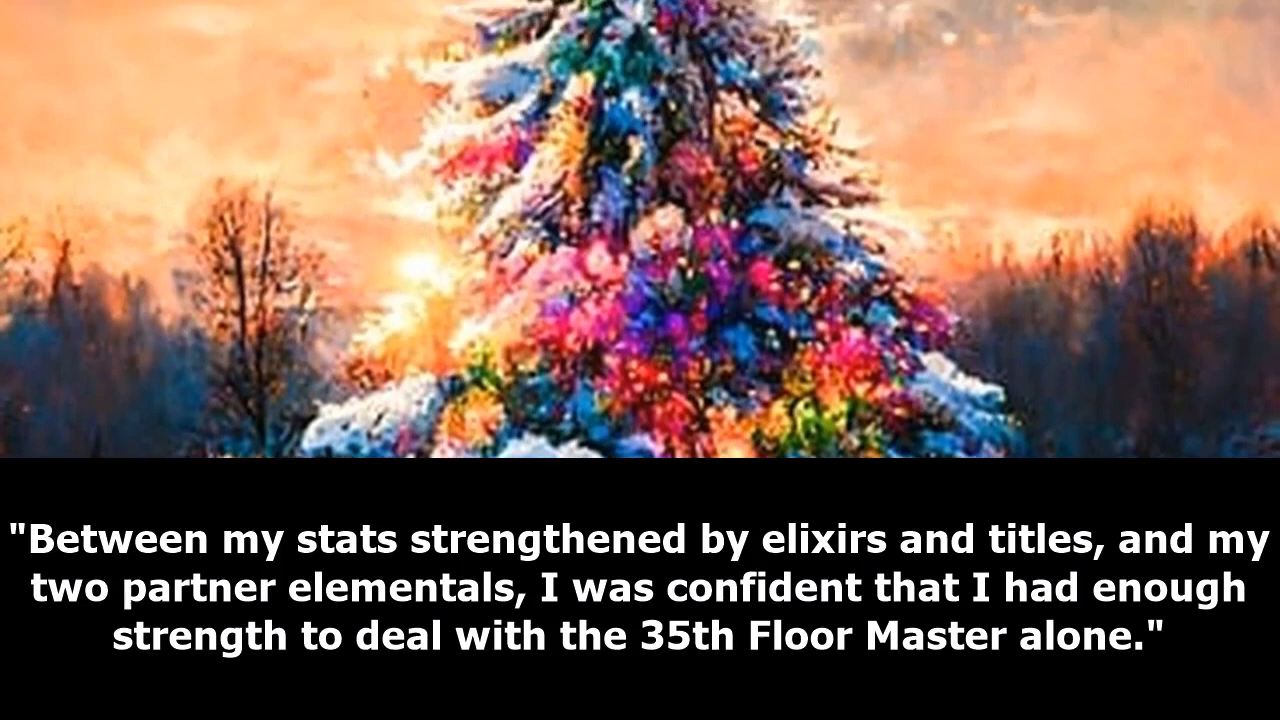 "Between my stats strengthened by elixirs and titles, and my
two partner elementals, I was confident that I had enough
strength to deal with the 35th Floor Master alone."